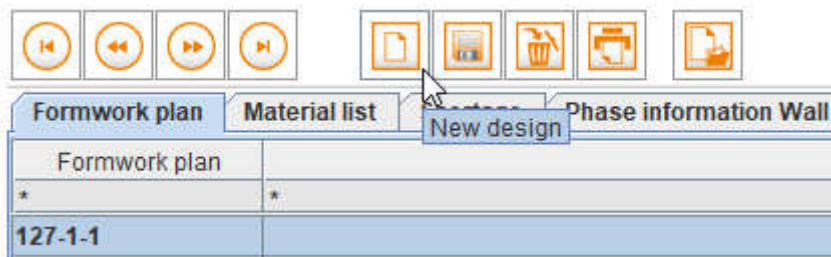 Formwork plan Material list Phase information Wall
New design
Formwork plan
* *
127-1-1